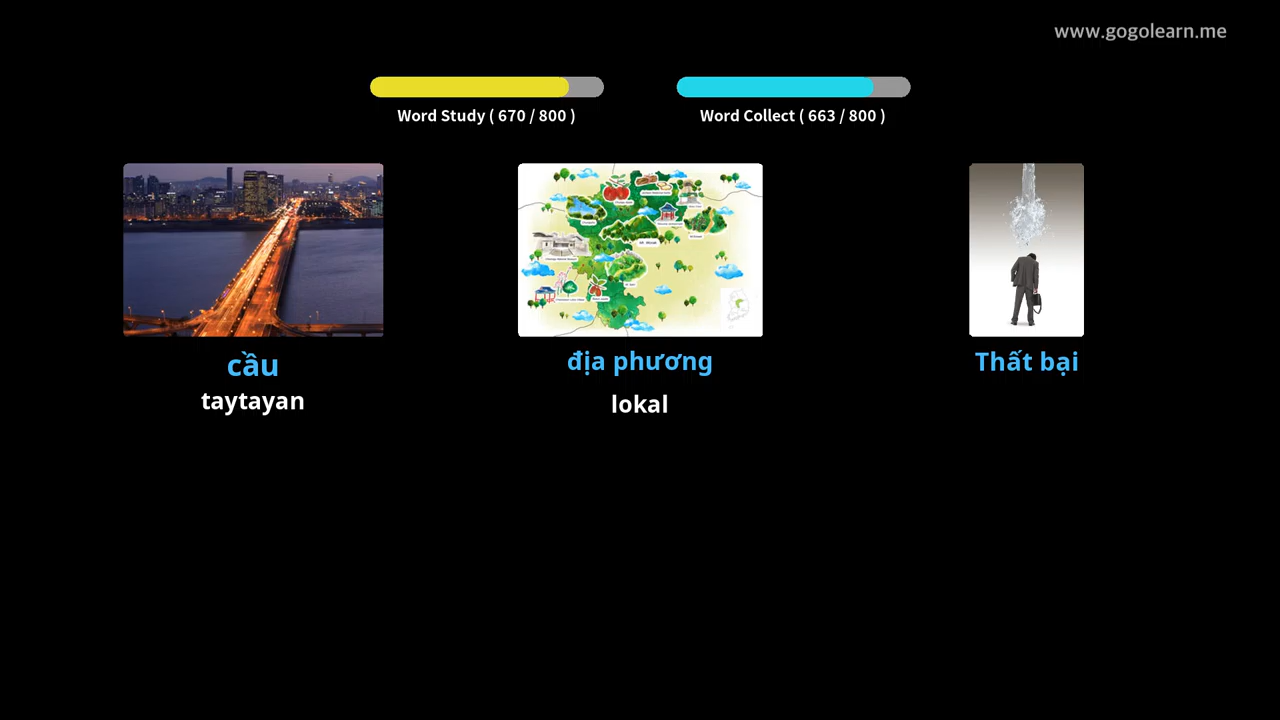 www.gogolearn.me
Word Study ( 670 / 800 )
Word Collect ( 663 / 800 )
cầu
taytayan
địa phương
lokal
Thất bại